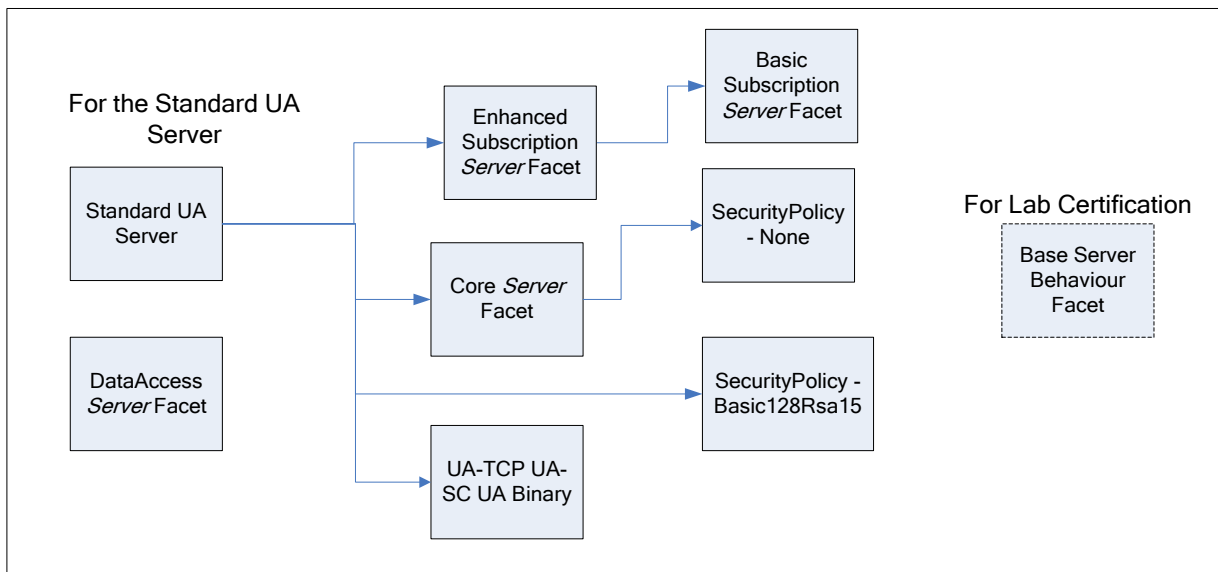 For the Standard UA
Server
Standard UA
Server
DataAccess
Server Facet
Enhanced
Subscription
Server Facet
Core Server
Facet
UA-TCP UA-
SC UA Binary
Basic
Subscription
Server Facet
SecurityPolicy
- None
SecurityPolicy -
Basic128Rsa15
For Lab Certification
Base Server
Behaviour
Facet